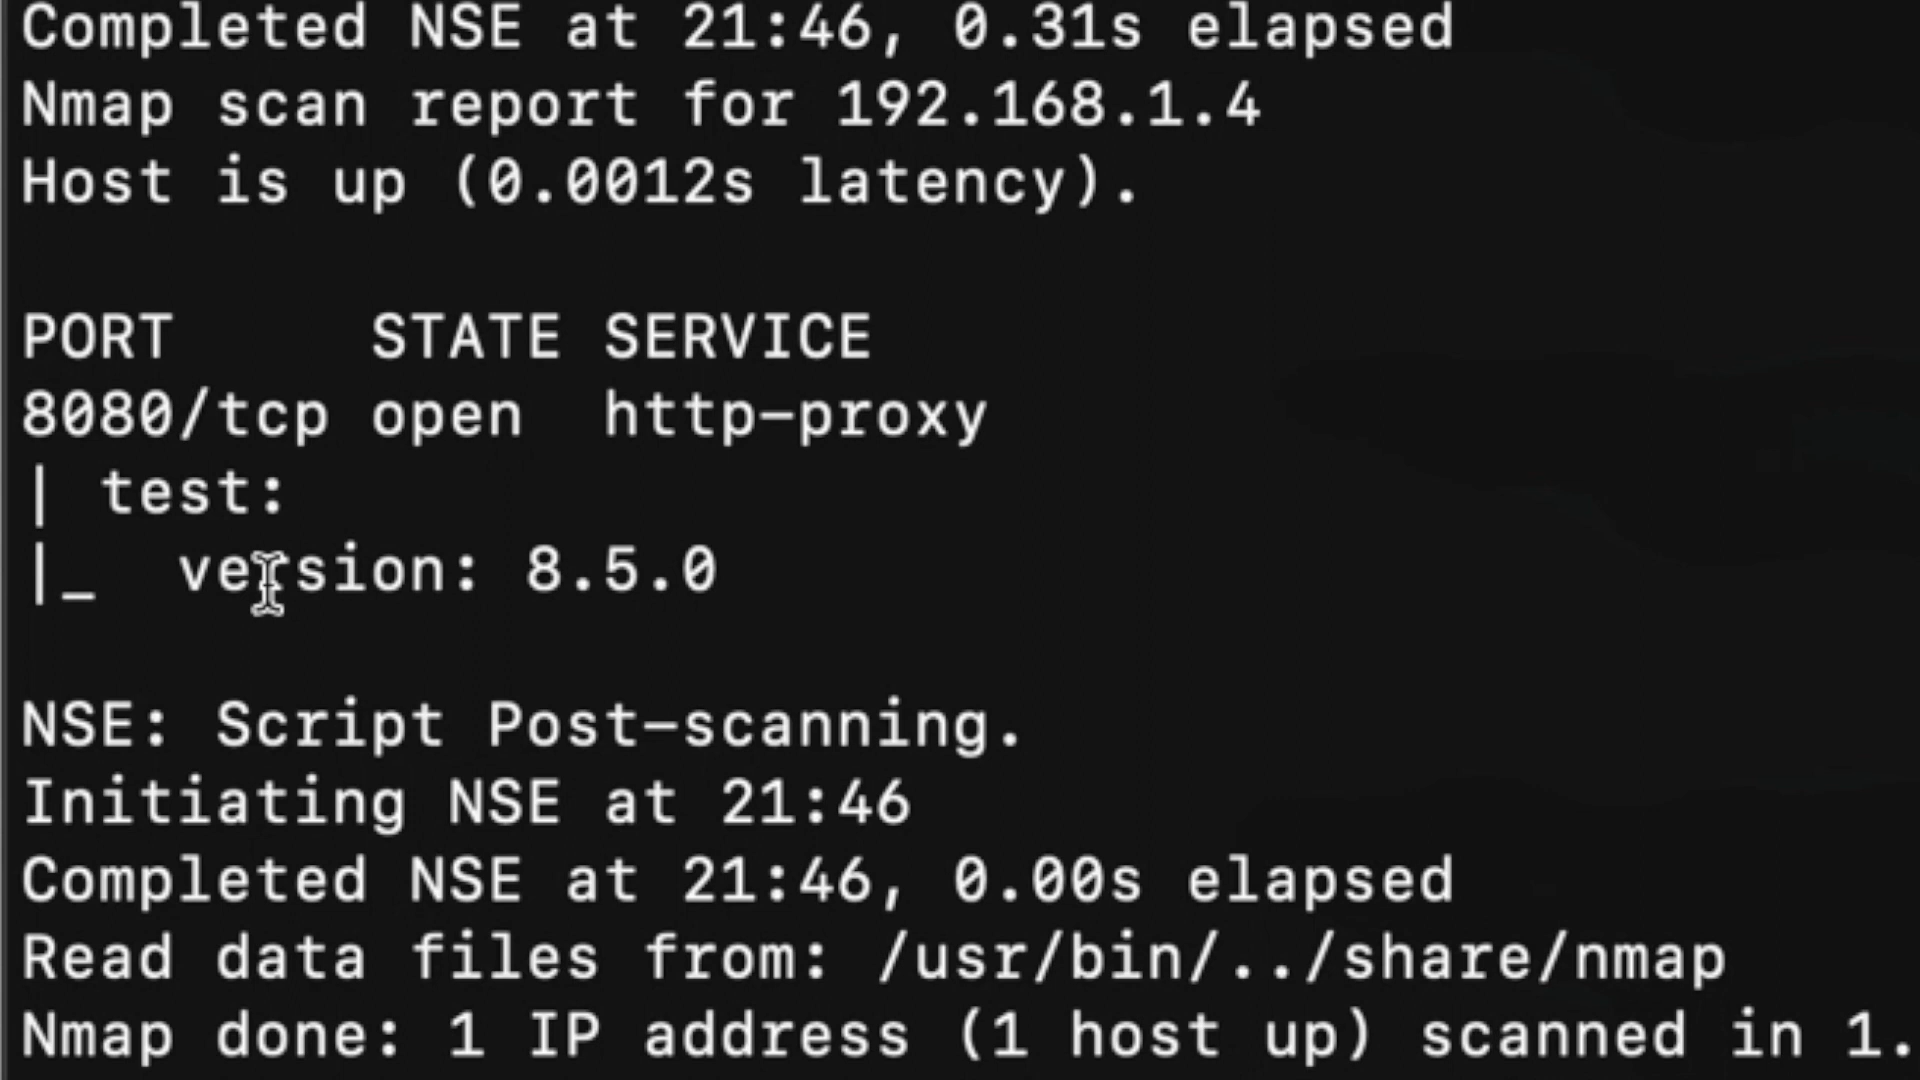 Completed NSE at 21:46, 0.31s elapsed
Nmap scan report for 192.168.1.4
Host is up (0.0012s latency).
PORT     STATE SERVICE
8080/tcp open  http-proxy
| test:
|_  version: 8.5.0
NSE: Script Post-scanning.
Initiating NSE at 21:46
Completed NSE at 21:46, 0.00s elapsed
Read data files from: /usr/bin/../share/nmap
Nmap done: 1 IP address (1 host up) scanned in 1.